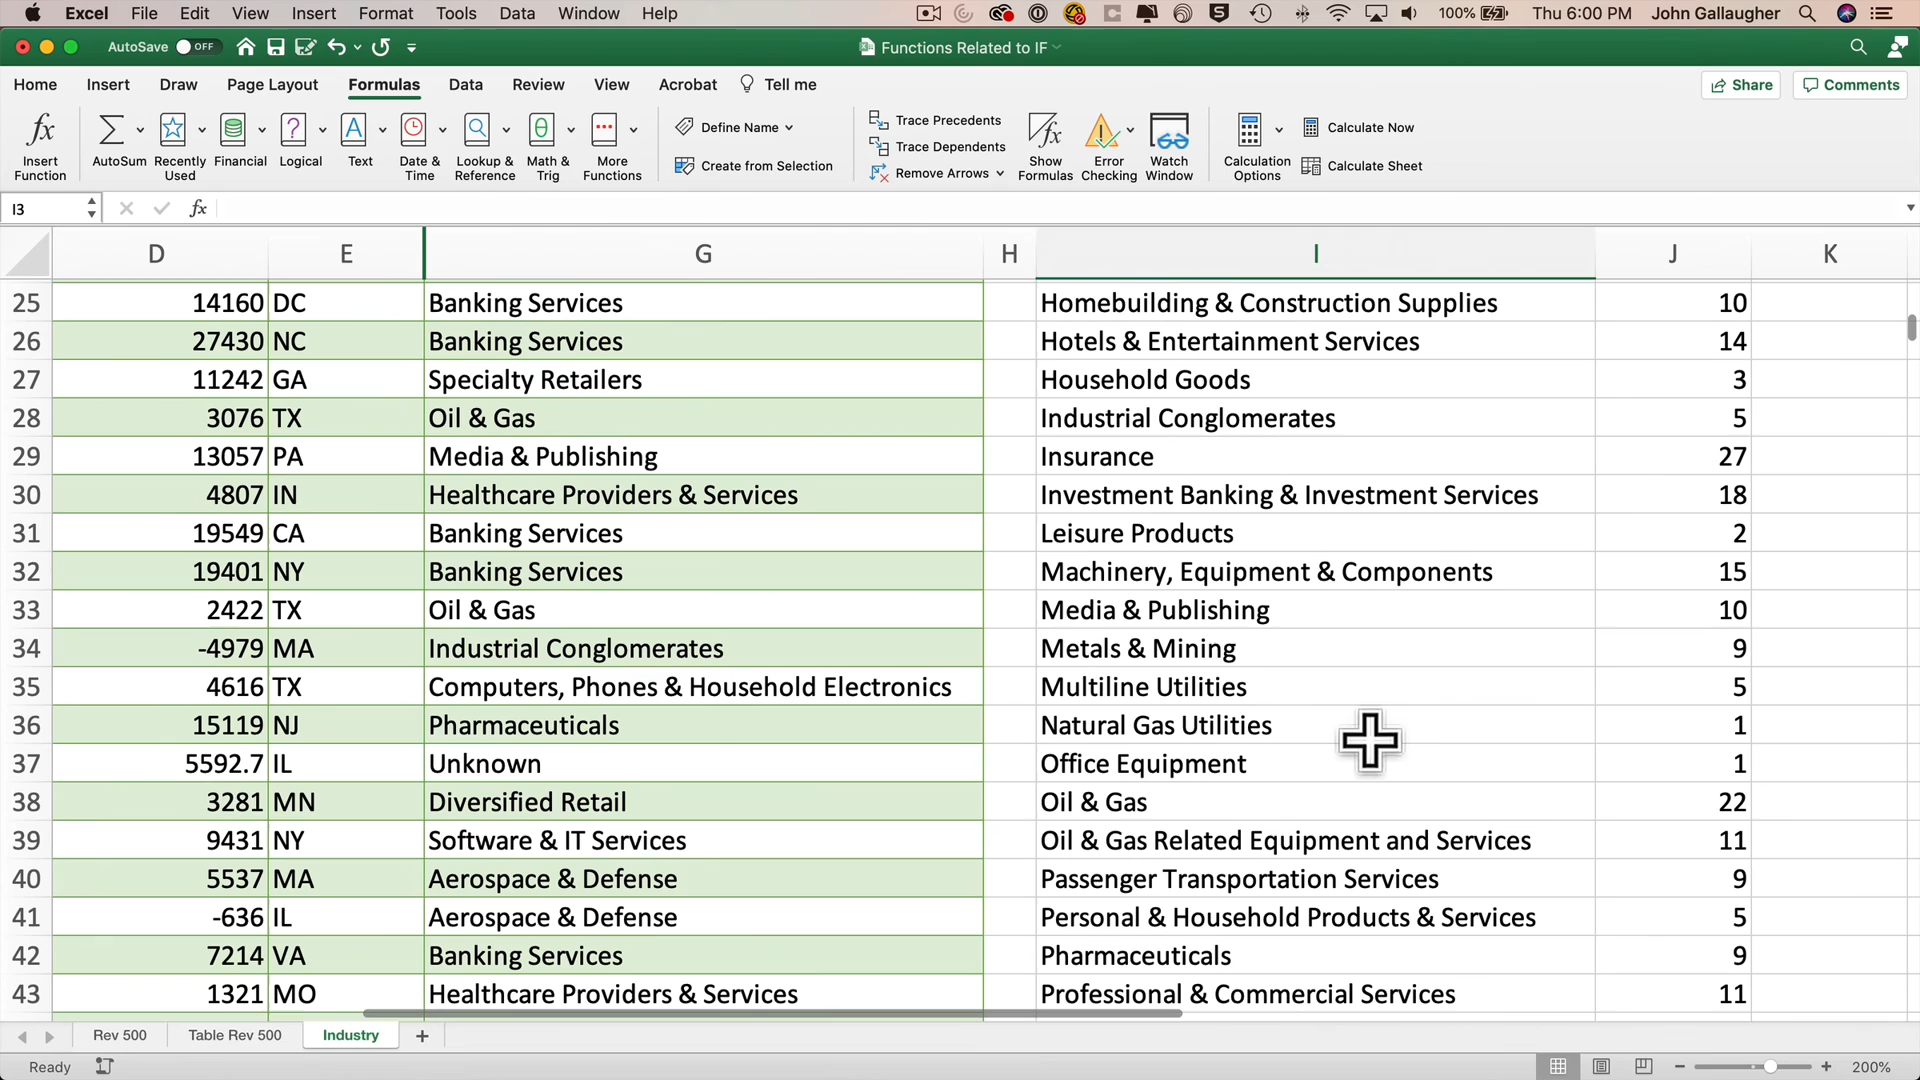 Excel File Edit View Insert Format Tools Data Window Help 100% Thu 6:00 PM John Gallaugher
AutoSave OFF Functions Related to IF
Home Insert Draw Page Layout Formulas Data Review View Acrobat Tell me Share Comments
Insert Function AutoSum Recently Used Financial Logical Text Date & Time Lookup & Reference Math & Trig More Functions
Define Name
Create from Selection
Trace Precedents
Trace Dependents
Remove Arrows
Show Formulas Error Checking Watch Window Calculation Options
Calculate Now
Calculate Sheet
I3 fx
D E G H I J K
25 14160 DC Banking Services Homebuilding & Construction Supplies 10
26 27430 NC Banking Services Hotels & Entertainment Services 14
27 11242 GA Specialty Retailers Household Goods 3
28 3076 TX Oil & Gas Industrial Conglomerates 5
29 13057 PA Media & Publishing Insurance 27
30 4807 IN Healthcare Providers & Services Investment Banking & Investment Services 18
31 19549 CA Banking Services Leisure Products 2
32 19401 NY Banking Services Machinery, Equipment & Components 15
33 2422 TX Oil & Gas Media & Publishing 10
34 -4979 MA Industrial Conglomerates Metals & Mining 9
35 4616 TX Computers, Phones & Household Electronics Multiline Utilities 5
36 15119 NJ Pharmaceuticals Natural Gas Utilities 1
37 5592.7 IL Unknown Office Equipment 1
38 3281 MN Diversified Retail Oil & Gas 22
39 9431 NY Software & IT Services Oil & Gas Related Equipment and Services 11
40 5537 MA Aerospace & Defense Passenger Transportation Services 9
41 -636 IL Aerospace & Defense Personal & Household Products & Services 5
42 7214 VA Banking Services Pharmaceuticals 9
43 1321 MO Healthcare Providers & Services Professional & Commercial Services 11
Rev 500 Table Rev 500 Industry +
Ready 200%